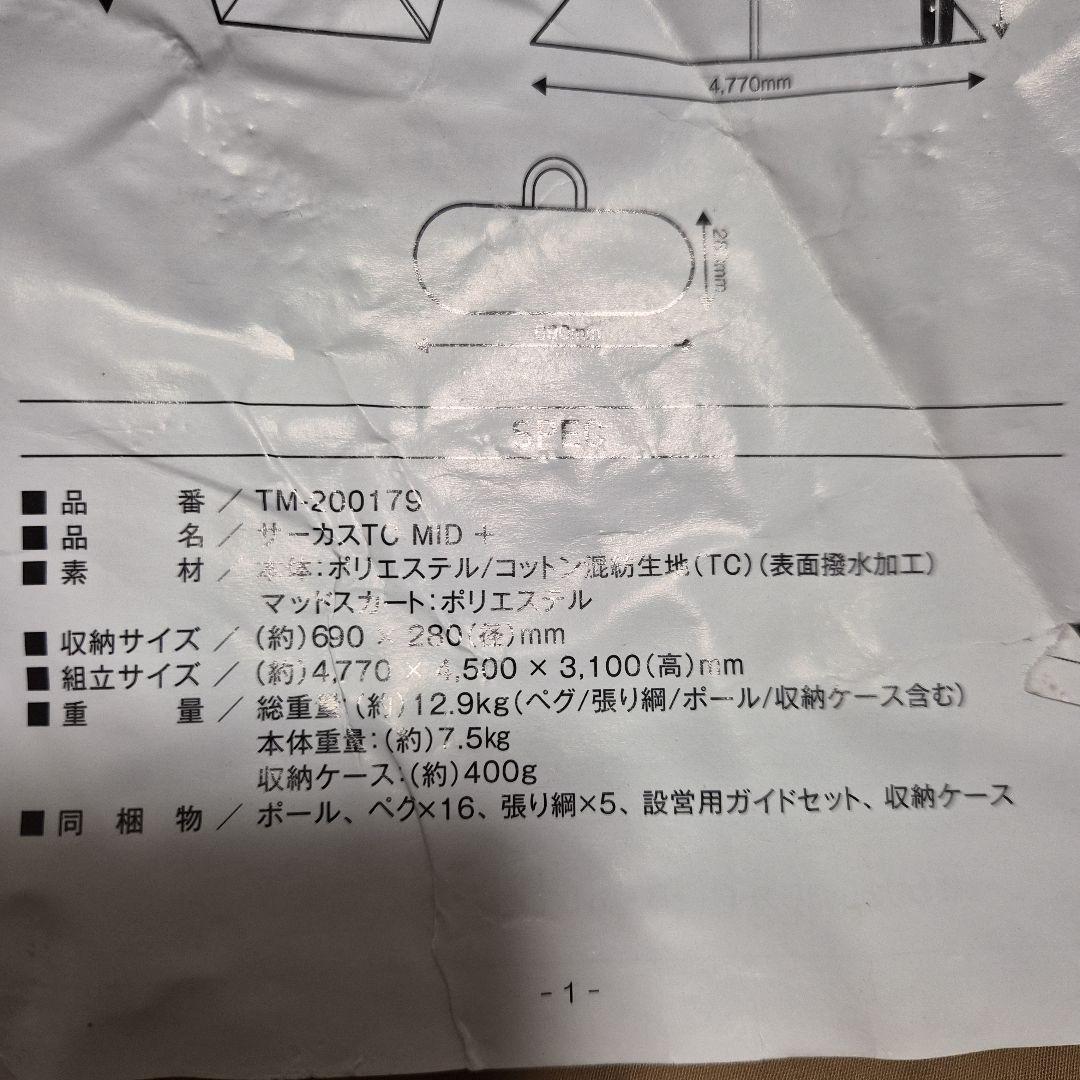 4,770mm
280mm
690mm
SPEC
■品番／TM-200179
■品名／サーカスTC MID +
■素材／本体:ポリエステル/コットン混紡生地(TC)(表面撥水加工)
マッドスカート:ポリエステル
■収納サイズ／(約)690 × 280(径)mm
■組立サイズ／(約)4,770 × 4,500 × 3,100(高)mm
■重量／総重量:(約)12.9kg(ペグ/張り綱/ポール/収納ケース含む)
本体重量:(約)7.5kg
収納ケース:(約)400g
■同梱物／ポール、ペグ×16、張り綱×5、設営用ガイドセット、収納ケース
- 1 -